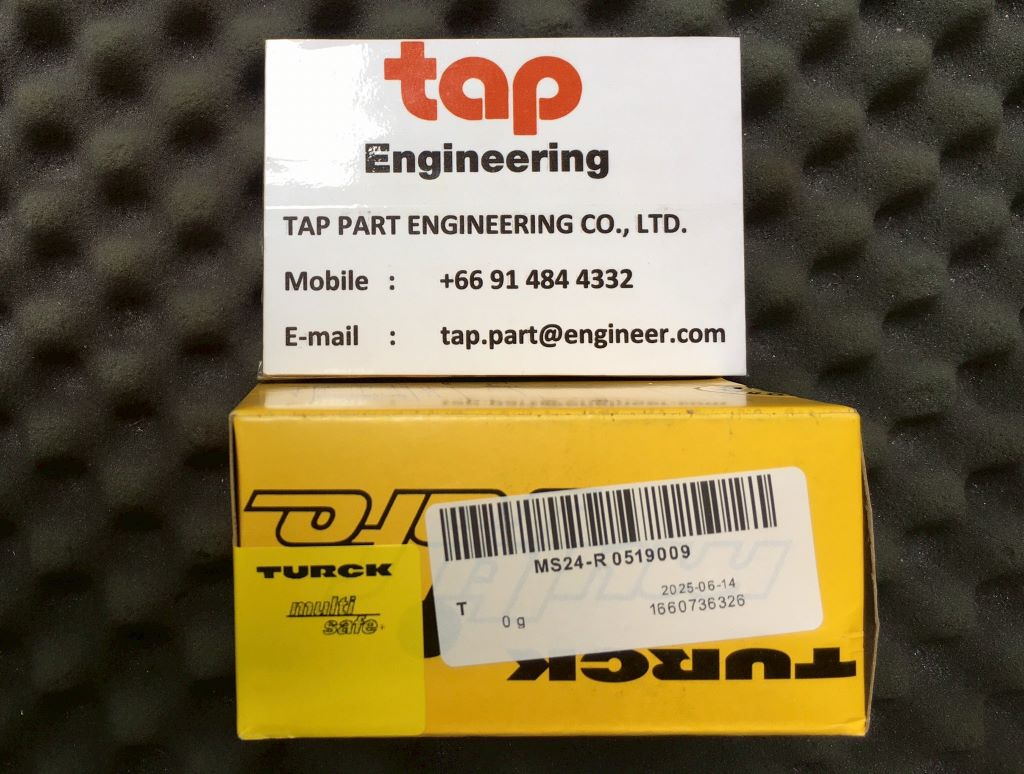 tap
Engineering
TAP PART ENGINEERING CO., LTD.
Mobile : +66 91 484 4332
E-mail : tap.part@engineer.com
TURCK
multi
safe
MS24-R 0519009
2025-06-14
T 0 g 1660736326
TURCK